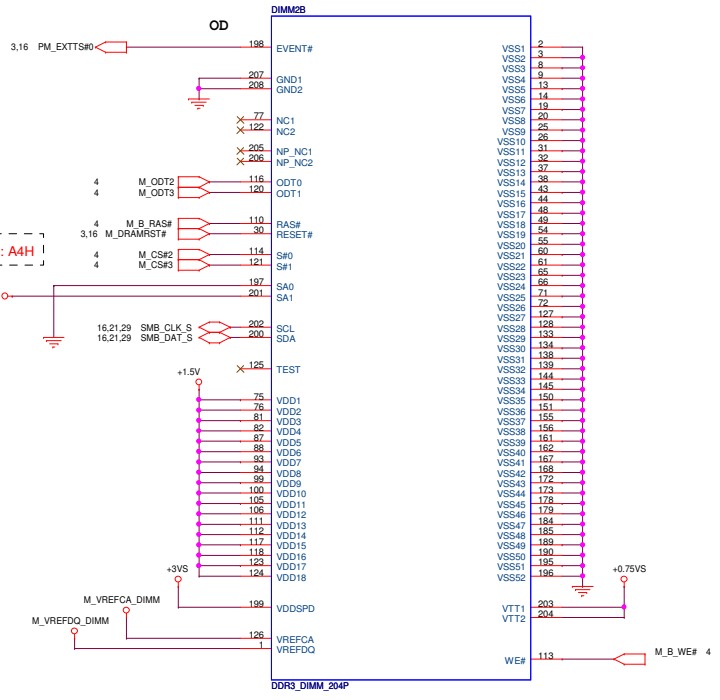 DIMM2B
OD
3,16 PM_EXTTS#0 198 EVENT#
207 GND1
208 GND2
77 NC1
122 NC2
205 NP_NC1
206 NP_NC2
4 M_ODT2 116 ODT0
4 M_ODT3 120 ODT1
4 M_B_RAS# 110 RAS#
3,16 M_DRAMRST# 30 RESET#
: A4H
4 M_CS#2 114 S#0
4 M_CS#3 121 S#1
197 SA0
201 SA1
16,21,29 SMB_CLK_S 202 SCL
16,21,29 SMB_DAT_S 200 SDA
125 TEST
+1.5V
75 VDD1
76 VDD2
81 VDD3
82 VDD4
87 VDD5
88 VDD6
93 VDD7
94 VDD8
99 VDD9
100 VDD10
105 VDD11
106 VDD12
111 VDD13
112 VDD14
117 VDD15
118 VDD16
123 VDD17
124 VDD18
+3VS
199 VDDSPD
M_VREFCA_DIMM
M_VREFDQ_DIMM
126 VREFCA
1 VREFDQ
VSS1 2
VSS2 3
VSS3 8
VSS4 9
VSS5 13
VSS6 14
VSS7 19
VSS8 20
VSS9 25
VSS10 26
VSS11 31
VSS12 32
VSS13 37
VSS14 38
VSS15 43
VSS16 44
VSS17 48
VSS18 49
VSS19 54
VSS20 55
VSS21 60
VSS22 61
VSS23 65
VSS24 66
VSS25 71
VSS26 72
VSS27 127
VSS28 128
VSS29 133
VSS30 134
VSS31 138
VSS32 139
VSS33 144
VSS34 145
VSS35 150
VSS36 151
VSS37 155
VSS38 156
VSS39 161
VSS40 162
VSS41 167
VSS42 168
VSS43 172
VSS44 173
VSS45 178
VSS46 179
VSS47 184
VSS48 185
VSS49 189
VSS50 190
VSS51 195
VSS52 196
+0.75VS
VTT1 203
VTT2 204
WE# 113 M_B_WE# 4
DDR3_DIMM_204P